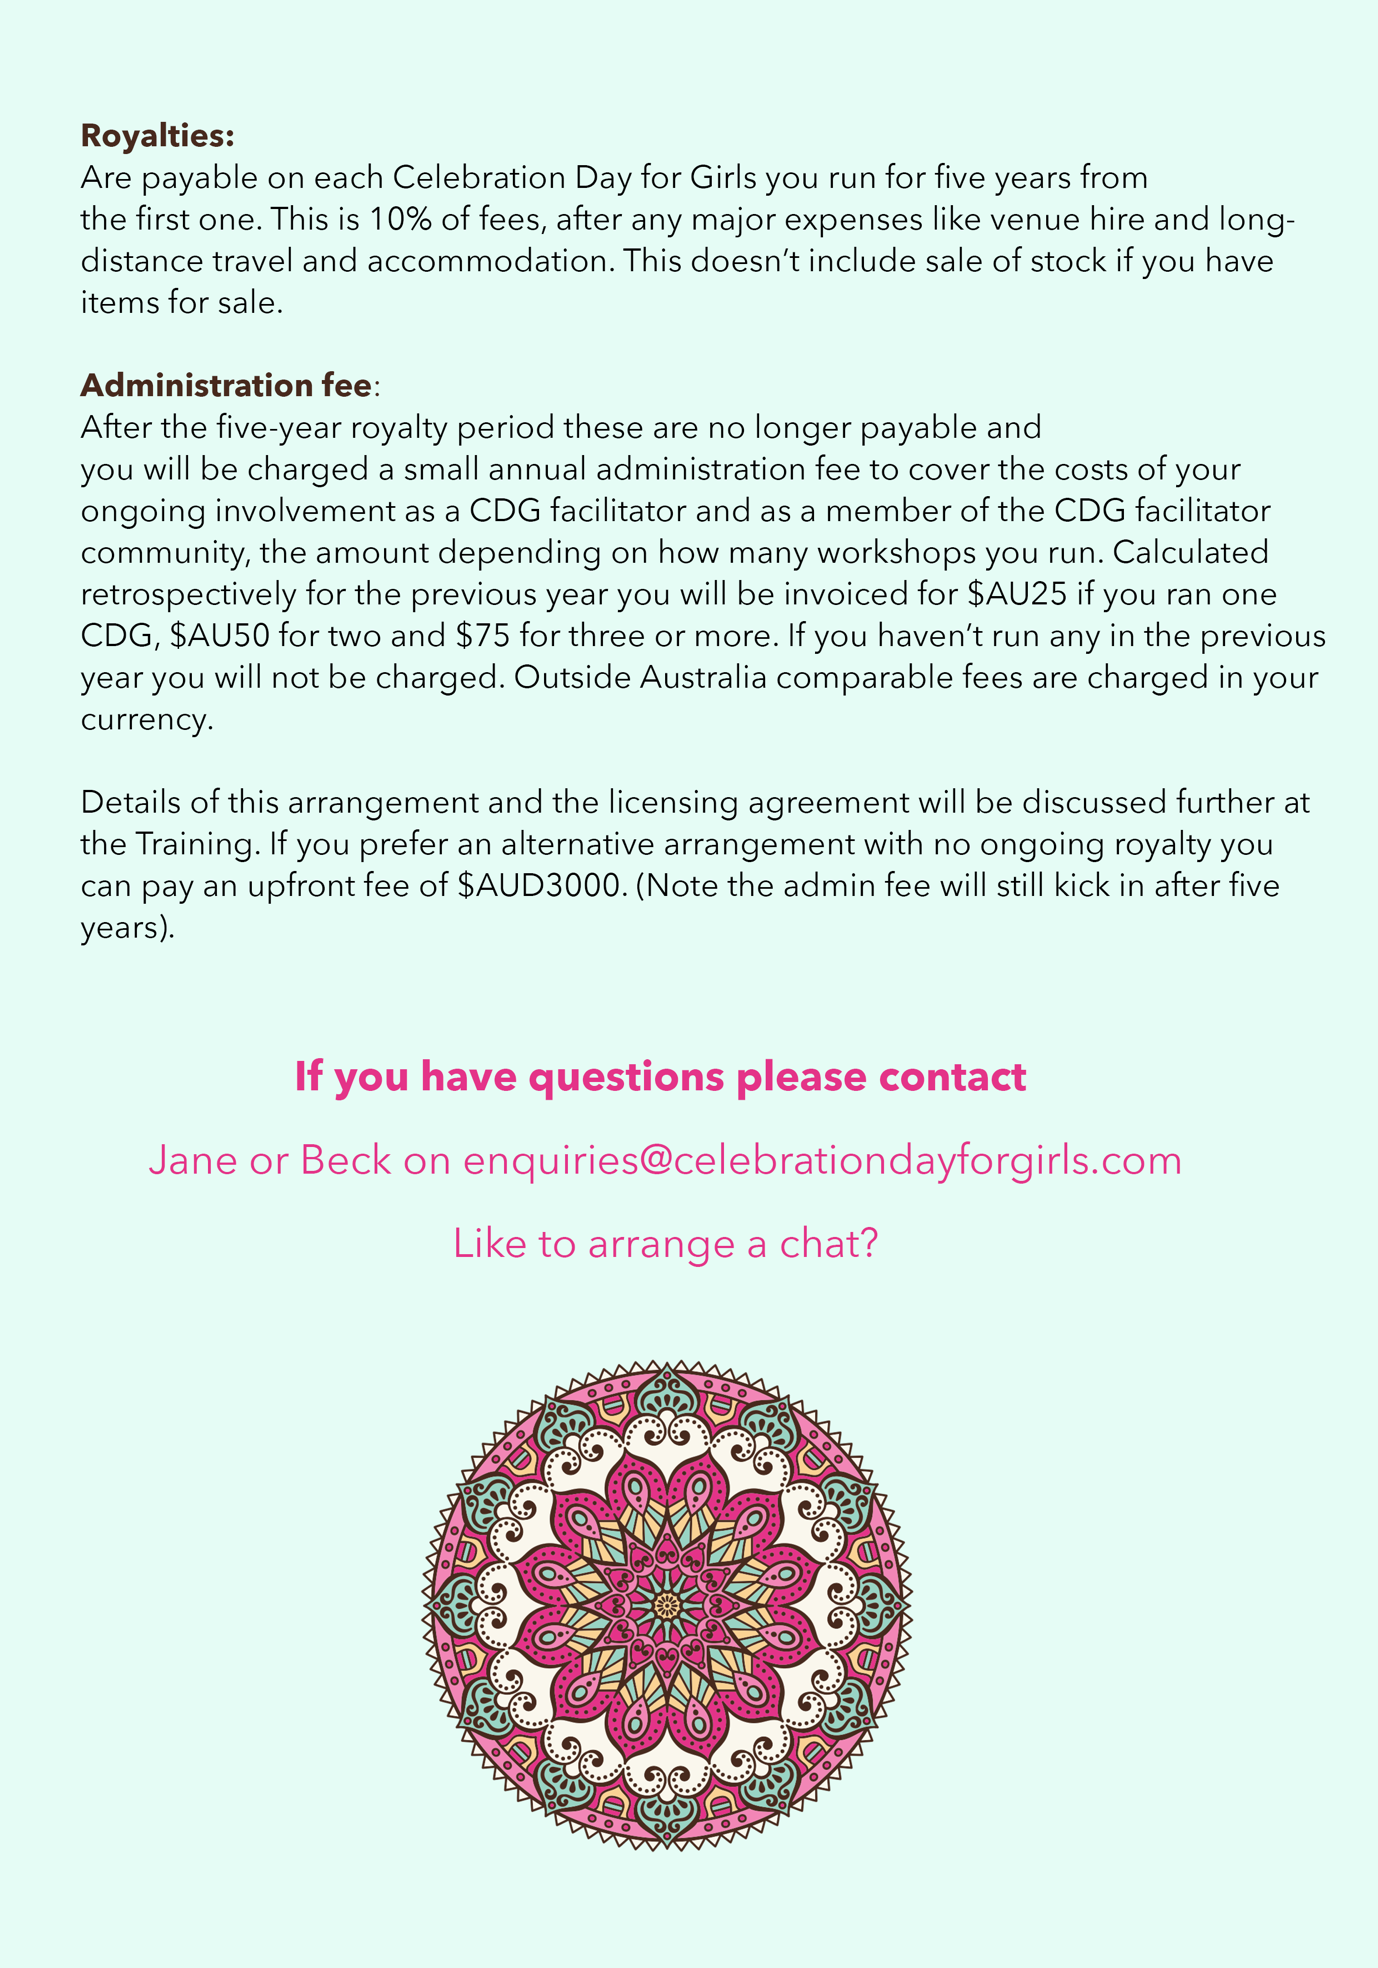 Royalties:
Are payable on each Celebration Day for Girls you run for five years from
the first one. This is 10% of fees, after any major expenses like venue hire and long-
distance travel and accommodation. This doesn’t include sale of stock if you have
items for sale.
Administration fee:
After the five-year royalty period these are no longer payable and
you will be charged a small annual administration fee to cover the costs of your
ongoing involvement as a CDG facilitator and as a member of the CDG facilitator
community, the amount depending on how many workshops you run. Calculated
retrospectively for the previous year you will be invoiced for $AU25 if you ran one
CDG, $AU50 for two and $75 for three or more. If you haven’t run any in the previous
year you will not be charged. Outside Australia comparable fees are charged in your
currency.
Details of this arrangement and the licensing agreement will be discussed further at
the Training. If you prefer an alternative arrangement with no ongoing royalty you
can pay an upfront fee of $AUD3000. (Note the admin fee will still kick in after five
years).
If you have questions please contact
Jane or Beck on enquiries@celebrationdayforgirls.com
Like to arrange a chat?